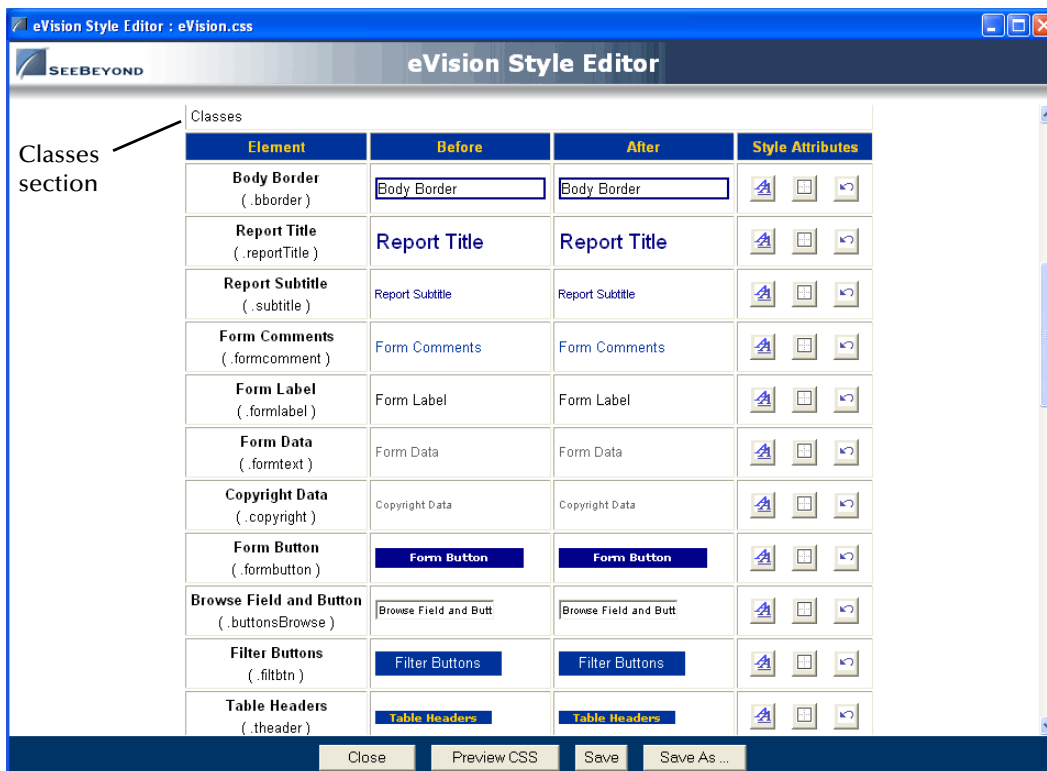 eVision Style Editor : eVision.css
SEEBEYOND
eVision Style Editor
Classes section
Classes
Element Before After Style Attributes
Body Border
( .bborder )
Body Border Body Border
Report Title
( .reportTitle )
Report Title Report Title
Report Subtitle
( .subtitle )
Report Subtitle Report Subtitle
Form Comments
( .formcomment )
Form Comments Form Comments
Form Label
( .formlabel )
Form Label Form Label
Form Data
( .formtext )
Form Data Form Data
Copyright Data
( .copyright )
Copyright Data Copyright Data
Form Button
( .formbutton )
Form Button Form Button
Browse Field and Button
( .buttonsBrowse )
Browse Field and Butt Browse Field and Butt
Filter Buttons
( .filtbtn )
Filter Buttons Filter Buttons
Table Headers
( .theader )
Table Headers Table Headers
Close Preview CSS Save Save As ...